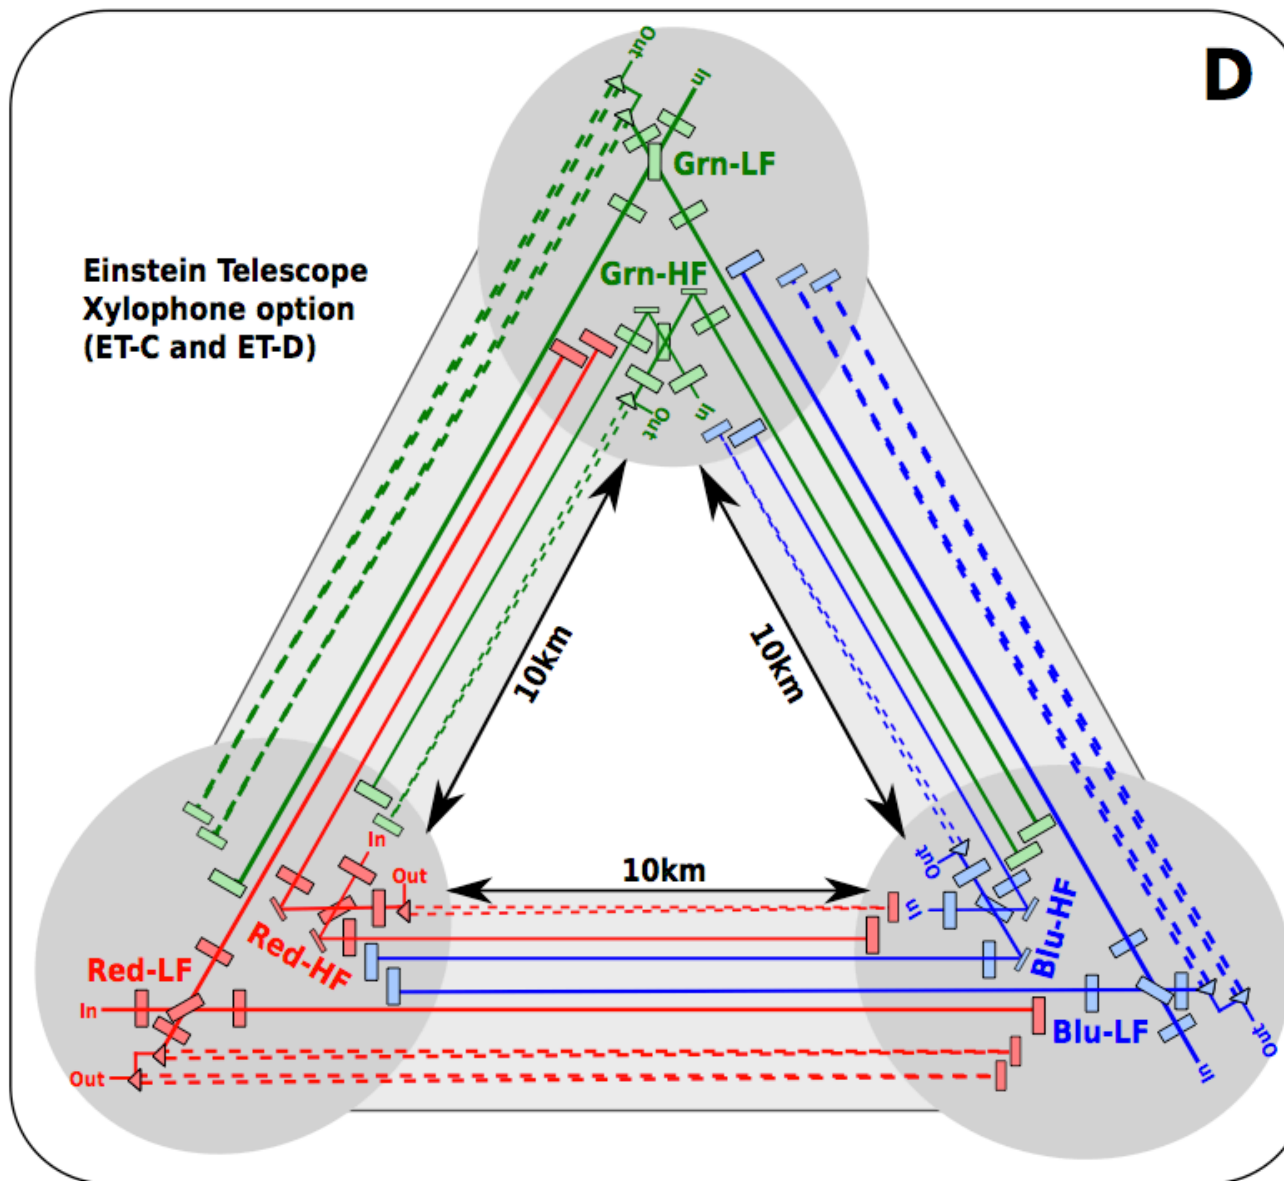 Out
In
D
Grn-LF
Einstein Telescope
Xylophone option
(ET-C and ET-D)
Grn-HF
In
Out
10km
10km
In
Out
10km
Out
In
Red-LF
Red-HF
Blu-HF
In
Blu-LF
Out
Out
In